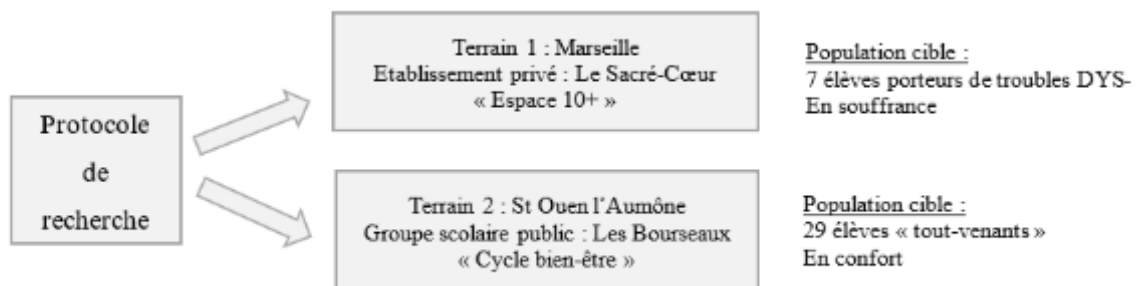 Protocole
de
recherche
Terrain 1 : Marseille
Etablissement privé : Le Sacré-Cœur
« Espace 10+ »
Population cible :
7 élèves porteurs de troubles DYS-
En souffrance
Terrain 2 : St Ouen l'Aumône
Groupe scolaire public : Les Bourseaux
« Cycle bien-être »
Population cible :
29 élèves « tout-venants »
En confort